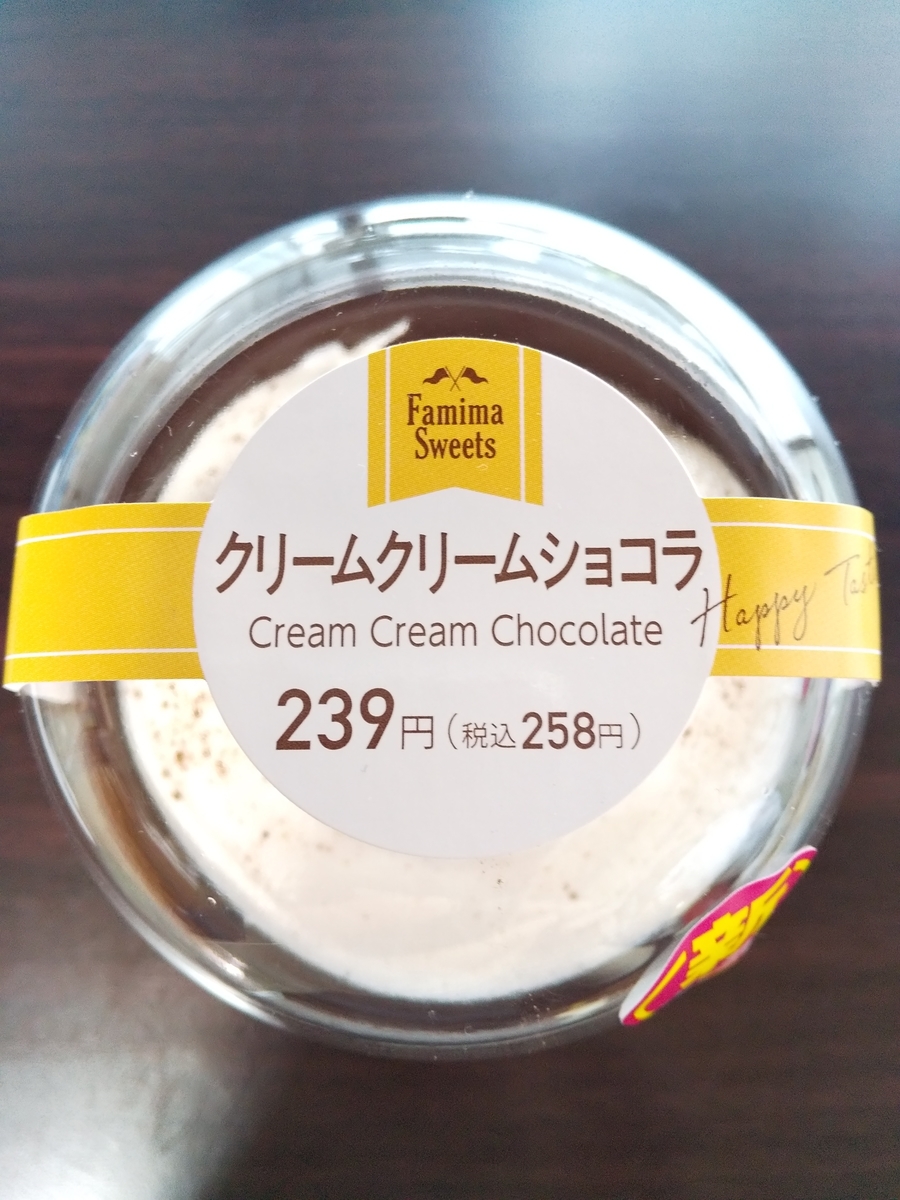 Famima
Sweets
クリームクリームショコラ
Cream Cream Chocolate
239円(税込258円)
Happy
新